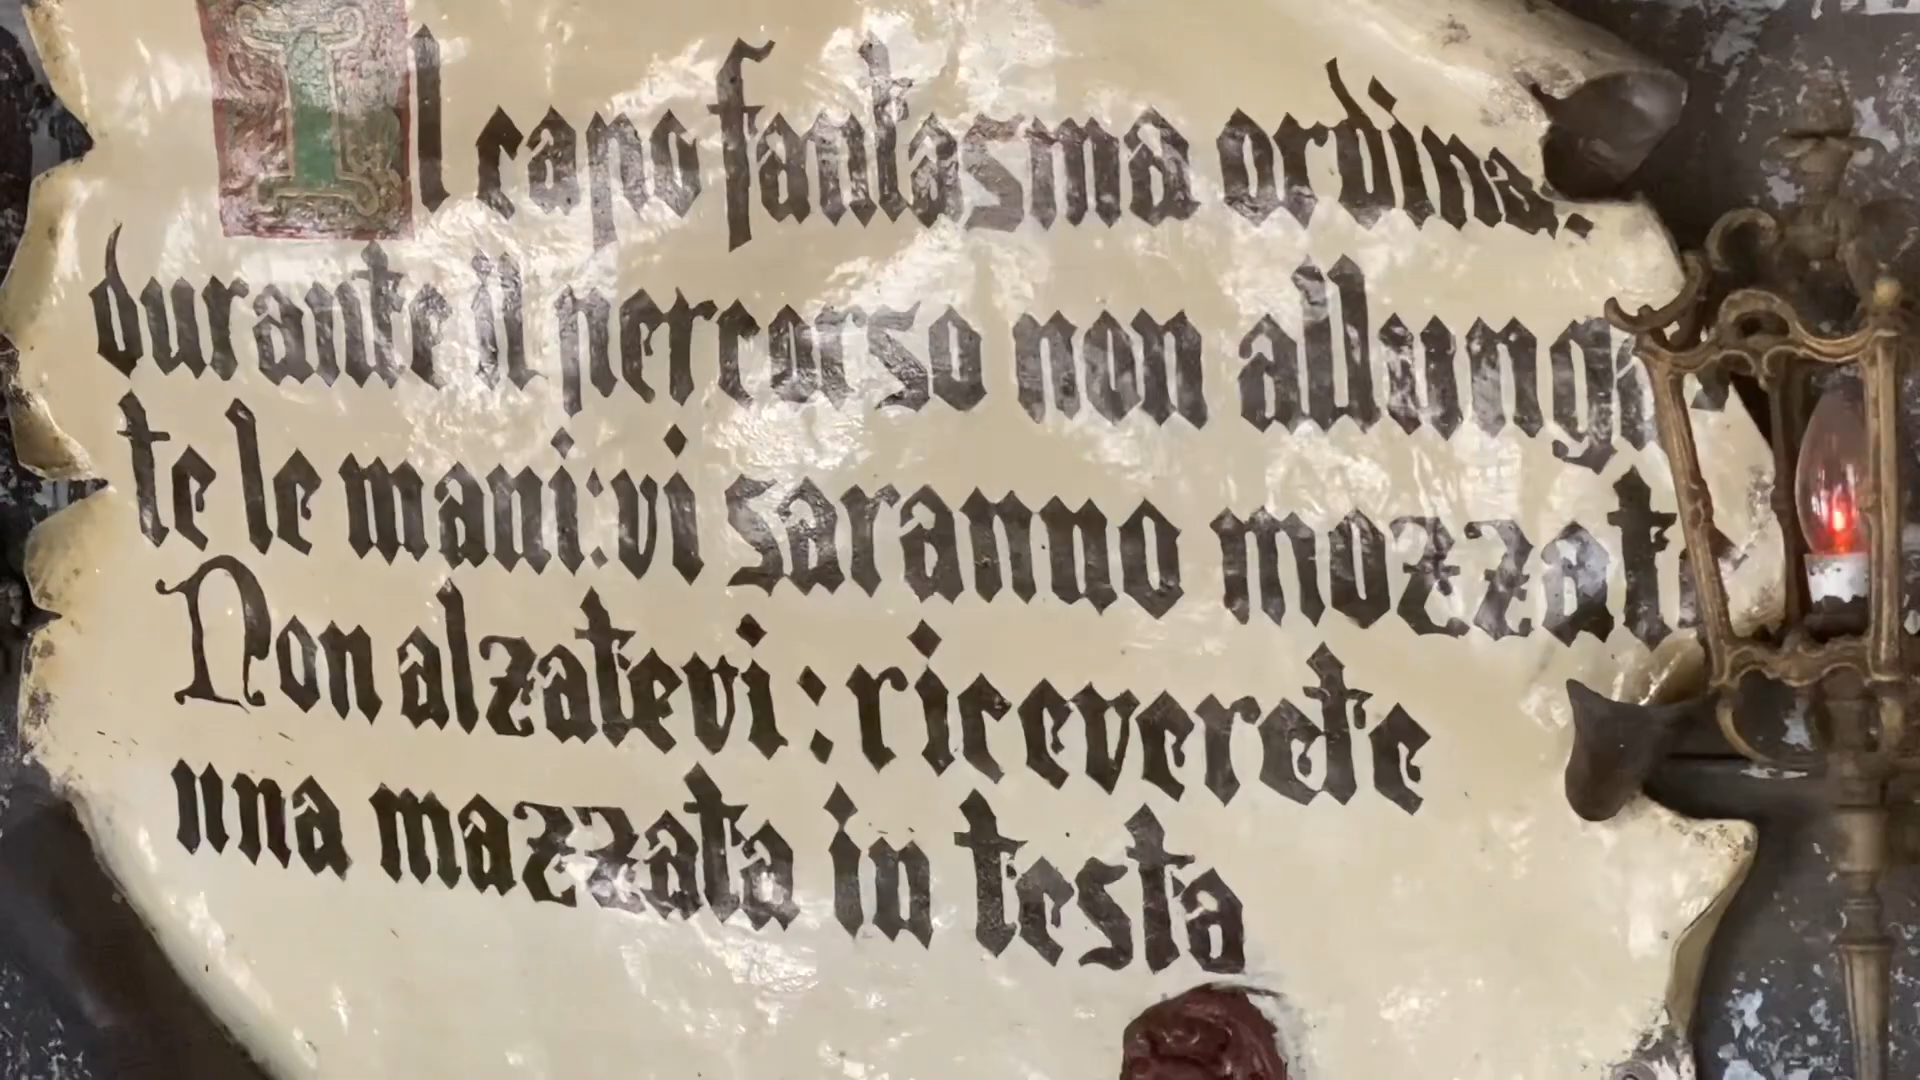 Il capo fantasma ordina:
durante il percorso non allunga
te le mani: vi saranno mozzate
Non alzatevi: riceverete
una mazzata in testa